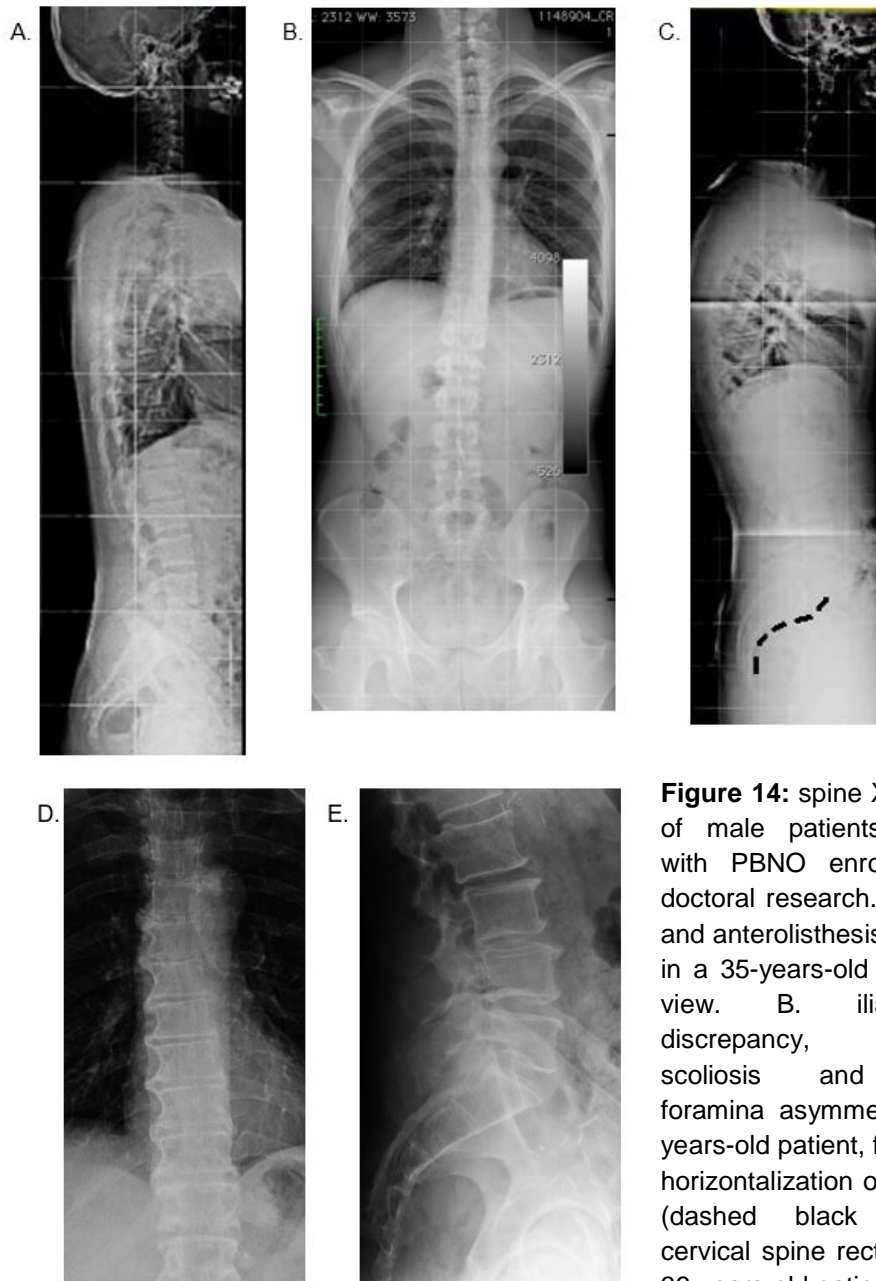 A.
B.
C.
2312 WW: 3573
1148904_CR
1
4098
2312
526
D.
E.
Figure 14: spine X
of male patients
with PBNO enro
doctoral research.
and anterolisthesis
in a 35-years-old
view. B. ili
discrepancy,
scoliosis and
foramina asymme
years-old patient, f
horizontalization o
(dashed black
cervical spine rect